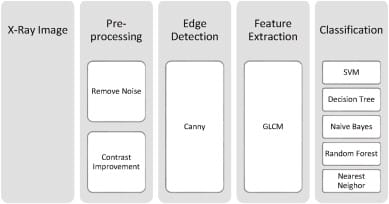 X-Ray Image
Pre-
processing
Remove Noise
Contrast
Improvement
Edge
Detection
Canny
Feature
Extraction
GLCM
Classification
SVM
Decision Tree
Naive Bayes
Random Forest
Nearest
Neighor